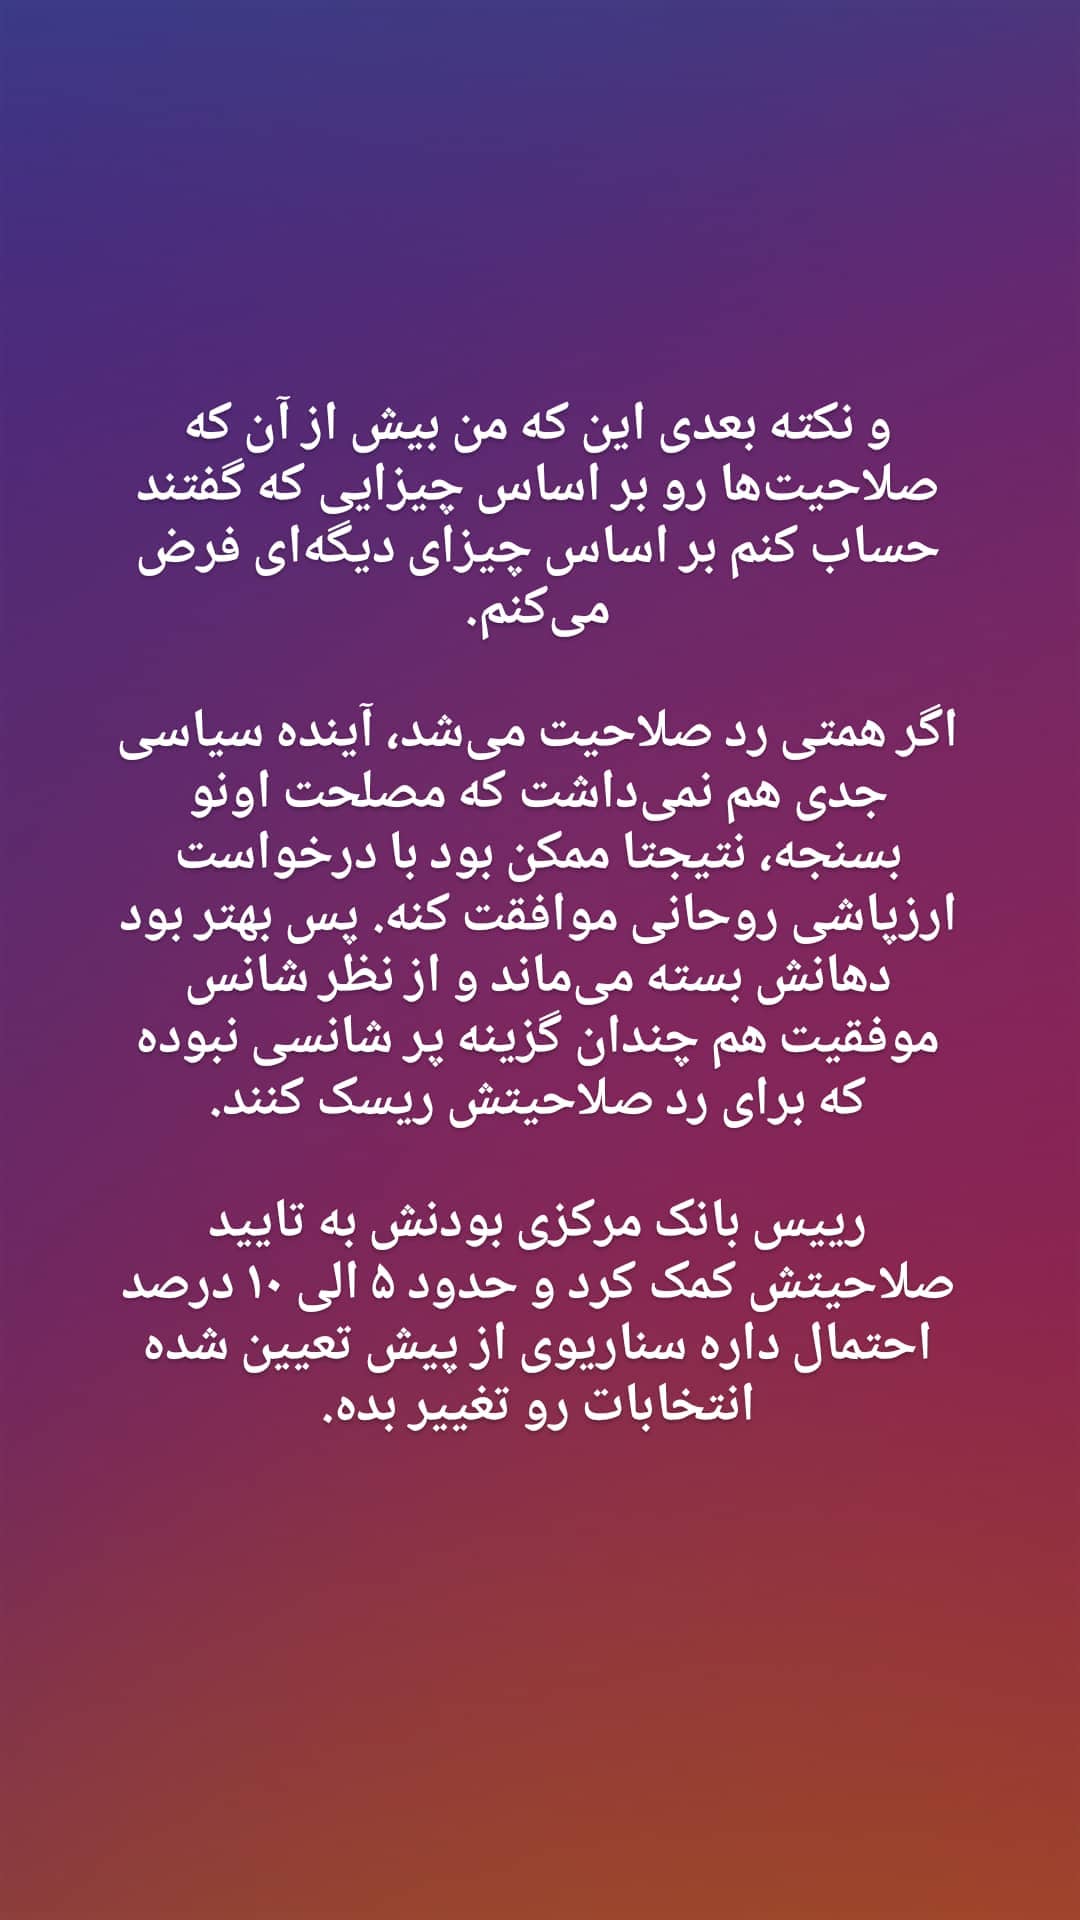 و نکته بعدی این که من بیش از آن که
صلاحیت‌ها رو بر اساس چیزایی که گفتند
حساب کنم بر اساس چیزای دیگه‌ای فرض
می‌کنم.
اگر همتی رد صلاحیت می‌شد، آینده سیاسی
جدی هم نمی‌داشت که مصلحت اونو
بسنجه، نتیجتا ممکن بود با درخواست
ارزپاشی روحانی موافقت کنه. پس بهتر بود
دهانش بسته می‌ماند و از نظر شانس
موفقیت هم چندان گزینه پر شانسی نبوده
که برای رد صلاحیتش ریسک کنند.
رییس بانک مرکزی بودنش به تایید
صلاحیتش کمک کرد و حدود ۵ الی ۱۰ درصد
احتمال داره سناریوی از پیش تعیین شده
انتخابات رو تغییر بده.